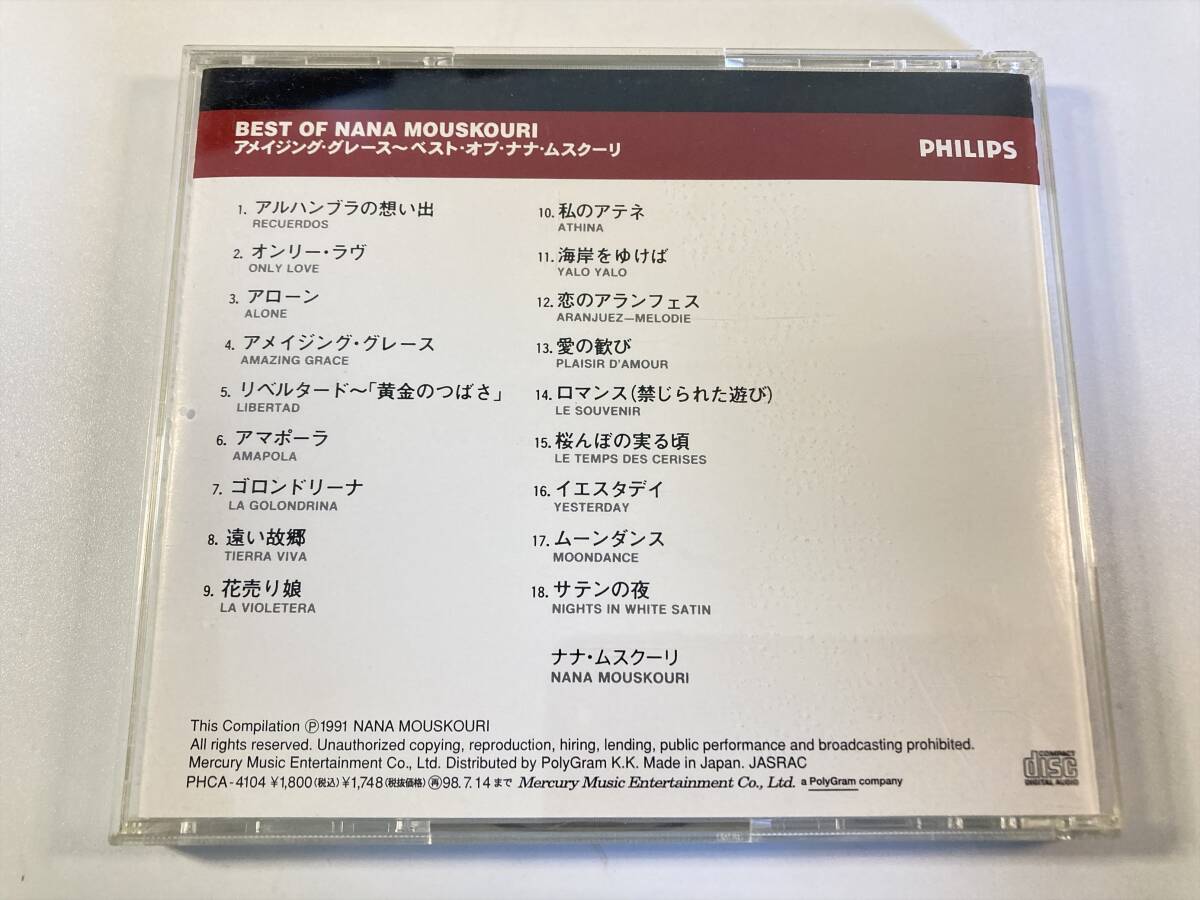 BEST OF NANA MOUSKOURI
アメイジング・グレース〜ベスト・オブ・ナナ・ムスクーリ
PHILIPS
1. アルハンブラの想い出
RECUERDOS
2. オンリー・ラヴ
ONLY LOVE
3. アローン
ALONE
4. アメイジング・グレース
AMAZING GRACE
5. リベルタード〜「黄金のつばさ」
LIBERTAD
6. アマポーラ
AMAPOLA
7. ゴロンドリーナ
LA GOLONDRINA
8. 遠い故郷
TIERRA VIVA
9. 花売り娘
LA VIOLETERA
10. 私のアテネ
ATHINA
11. 海岸をゆけば
YALO YALO
12. 恋のアランフェス
ARANJUEZ—MELODIE
13. 愛の歓び
PLAISIR D'AMOUR
14. ロマンス(禁じられた遊び)
LE SOUVENIR
15. 桜んぼの実る頃
LE TEMPS DES CERISES
16. イエスタデイ
YESTERDAY
17. ムーンダンス
MOONDANCE
18. サテンの夜
NIGHTS IN WHITE SATIN
ナナ・ムスクーリ
NANA MOUSKOURI
This Compilation Ⓟ1991 NANA MOUSKOURI
All rights reserved. Unauthorized copying, reproduction, hiring, lending, public performance and broadcasting prohibited.
Mercury Music Entertainment Co., Ltd. Distributed by PolyGram K.K. Made in Japan. JASRAC
PHCA-4104 ¥1,800(税込)¥1,748(税抜価格) ㊥98.7.14まで Mercury Music Entertainment Co., Ltd. a PolyGram company
COMPACT
disc
DIGITAL AUDIO